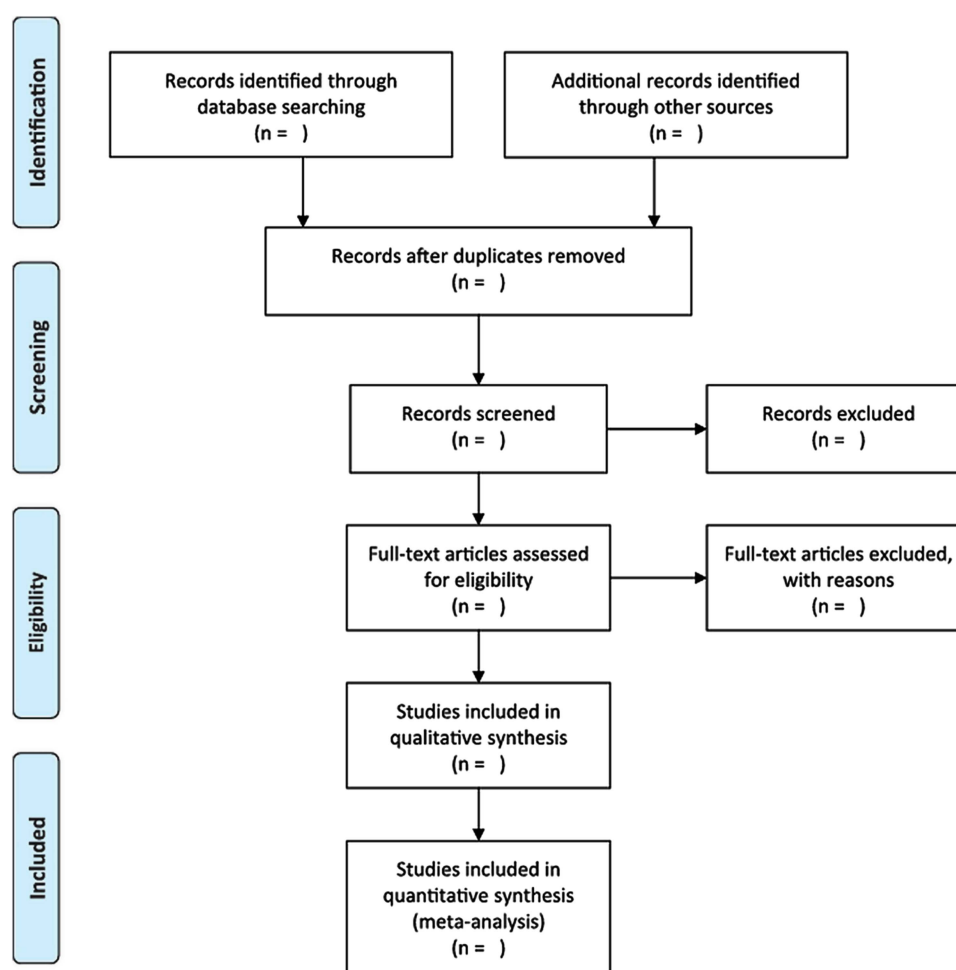 Identification
Records identified through
database searching
(n =   )
Additional records identified
through other sources
(n =   )
Records after duplicates removed
(n =   )
Screening
Records screened
(n =   )
Records excluded
(n =   )
Eligibility
Full-text articles assessed
for eligibility
(n =   )
Full-text articles excluded,
with reasons
(n =   )
Studies included in
qualitative synthesis
(n =   )
Included
Studies included in
quantitative synthesis
(meta-analysis)
(n =   )